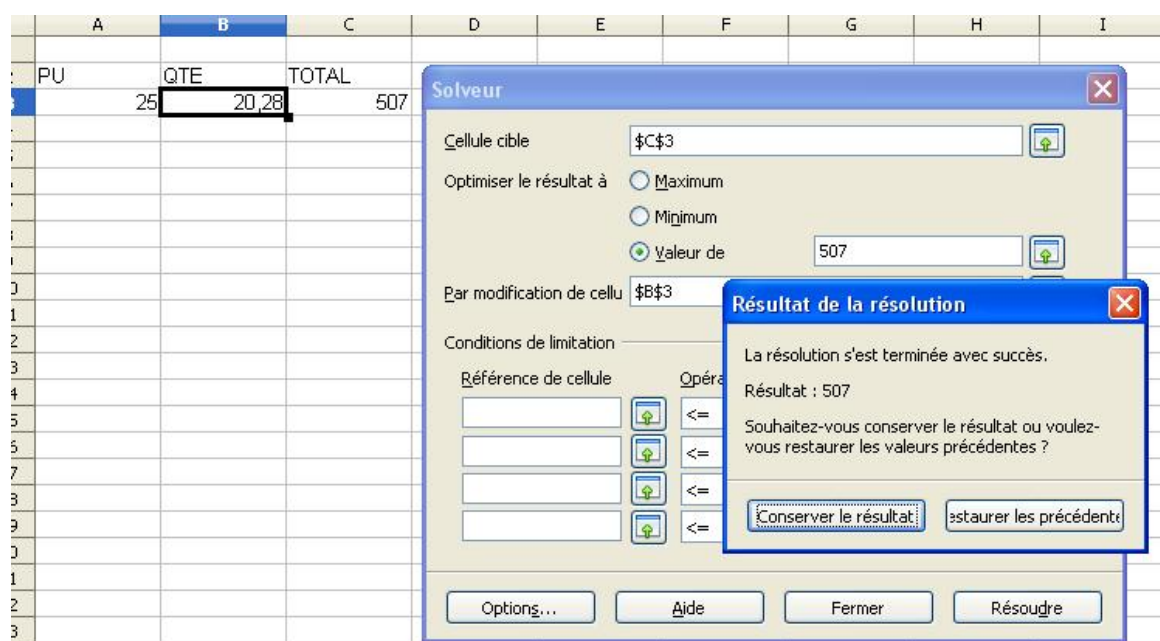 A B C D E F G H I
PU QTE TOTAL
25 20,28 507
Solveur
Cellule cible $C$3
Optimiser le résultat à Maximum
Minimum
Valeur de 507
Par modification de cellu $B$3
Conditions de limitation
Référence de cellule Opéra
<=
<=
<=
<=
Options... Aide Fermer Résoudre
Résultat de la résolution
La résolution s'est terminée avec succès.
Résultat : 507
Souhaitez-vous conserver le résultat ou voulez-
vous restaurer les valeurs précédentes ?
Conserver le résultat estaurer les précédente